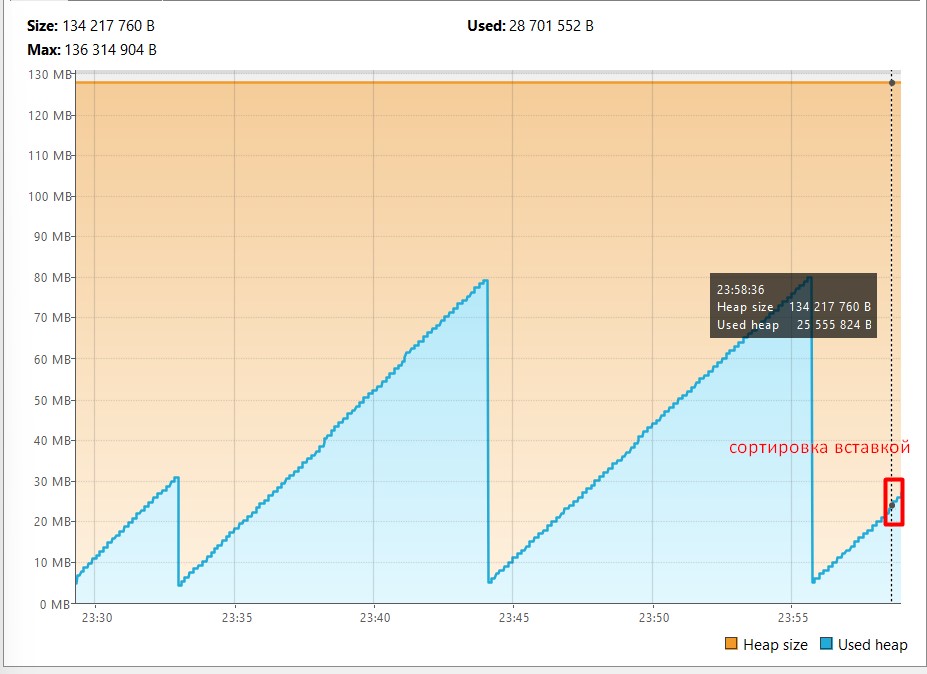 Size: 134 217 760 B
Used: 28 701 552 B
Max: 136 314 904 B
130 MB
120 MB
110 MB
100 MB
90 MB
80 MB
70 MB
60 MB
50 MB
40 MB
30 MB
20 MB
10 MB
0 MB
23:58:36
Heap size 134 217 760 B
Used heap 25 555 824 B
сортировка вставкой
23:30
23:35
23:40
23:45
23:50
23:55
Heap size
Used heap